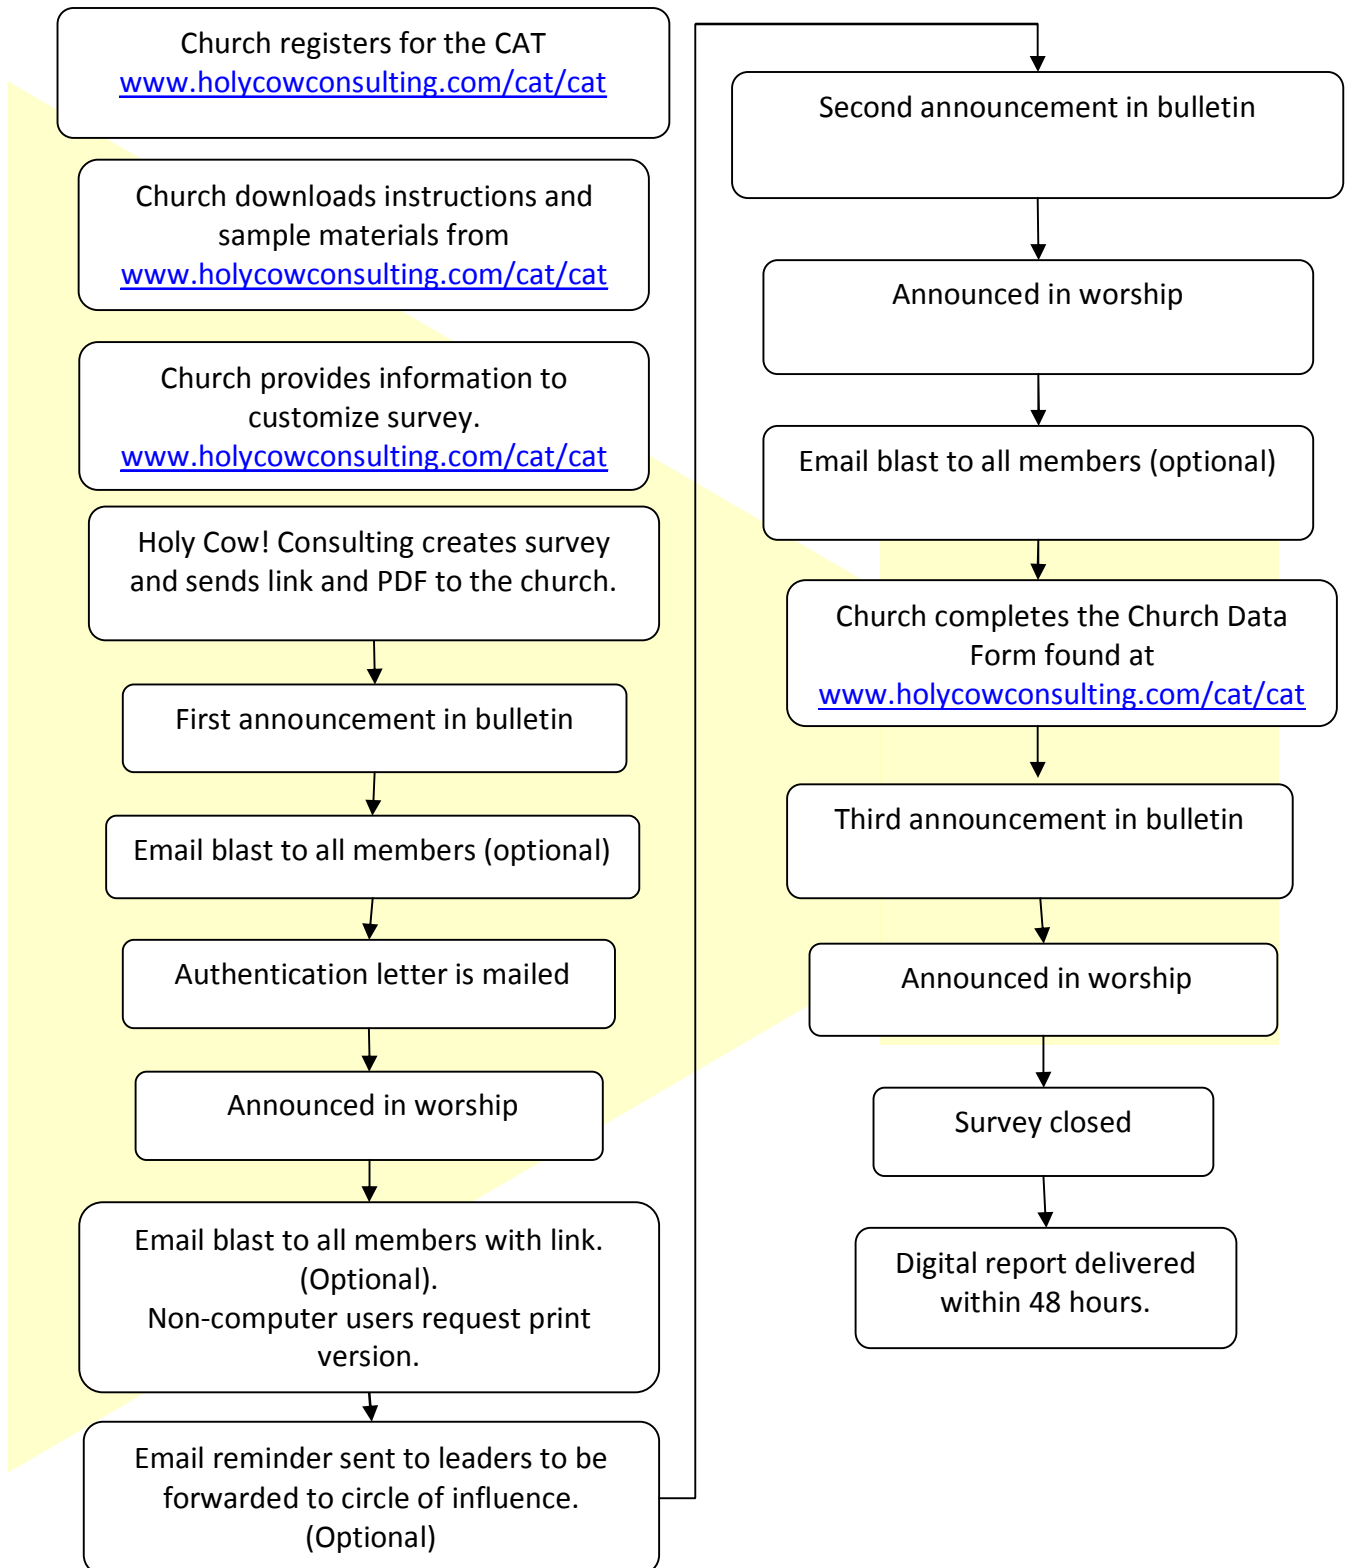 Church registers for the CAT
www.holycowconsulting.com/cat/cat
Church downloads instructions and
sample materials from
www.holycowconsulting.com/cat/cat
Church provides information to
customize survey.
www.holycowconsulting.com/cat/cat
Holy Cow! Consulting creates survey
and sends link and PDF to the church.
First announcement in bulletin
Email blast to all members (optional)
Authentication letter is mailed
Announced in worship
Email blast to all members with link.
(Optional).
Non-computer users request print
version.
Email reminder sent to leaders to be
forwarded to circle of influence.
(Optional)
Second announcement in bulletin
Announced in worship
Email blast to all members (optional)
Church completes the Church Data
Form found at
www.holycowconsulting.com/cat/cat
Third announcement in bulletin
Announced in worship
Survey closed
Digital report delivered
within 48 hours.